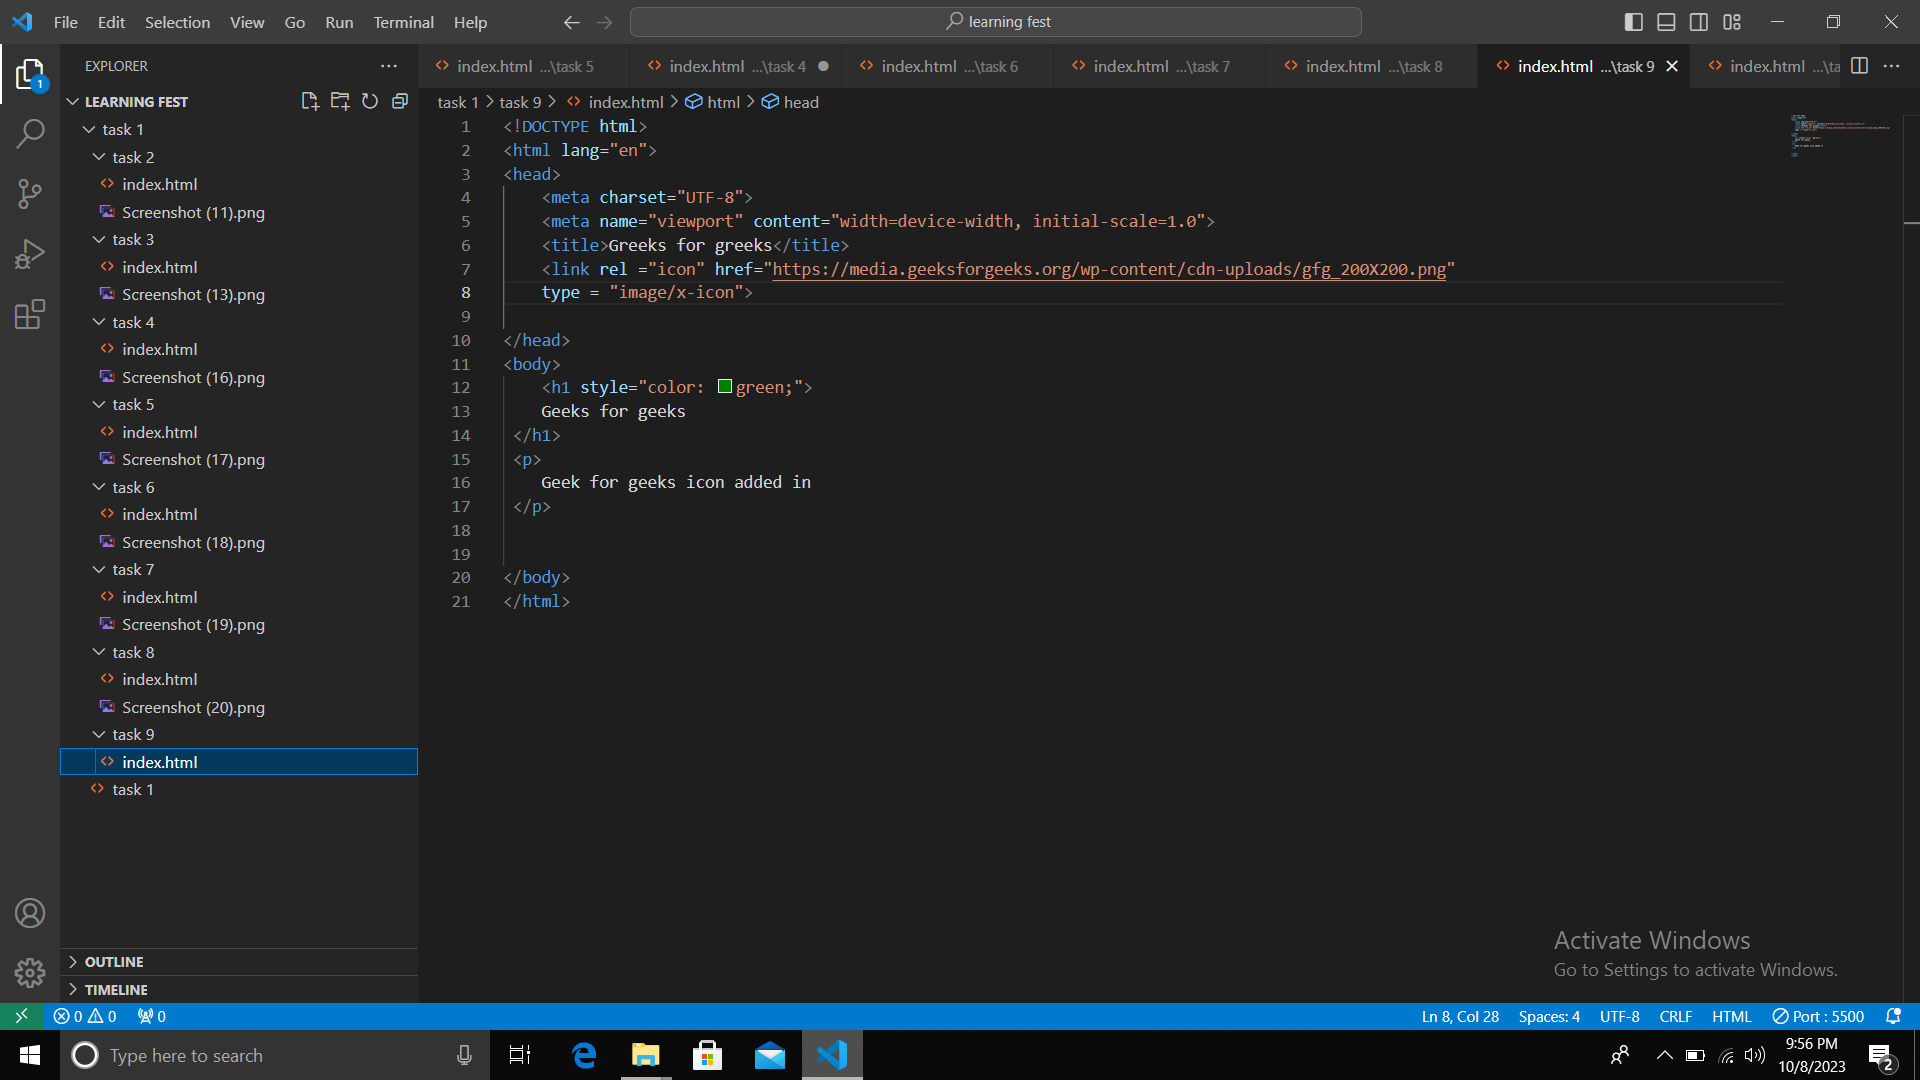 File Edit Selection View Go Run Terminal Help
learning fest
EXPLORER
index.html ...\task 5
index.html ...\task 4
index.html ...\task 6
index.html ...\task 7
index.html ...\task 8
index.html ...\task 9
index.html ...\ta
LEARNING FEST
task 1
task 2
index.html
Screenshot (11).png
task 3
index.html
Screenshot (13).png
task 4
index.html
Screenshot (16).png
task 5
index.html
Screenshot (17).png
task 6
index.html
Screenshot (18).png
task 7
index.html
Screenshot (19).png
task 8
index.html
Screenshot (20).png
task 9
index.html
task 1
OUTLINE
TIMELINE
task 1 > task 9 > index.html > html > head
1 <!DOCTYPE html>
2 <html lang="en">
3 <head>
4 <meta charset="UTF-8">
5 <meta name="viewport" content="width=device-width, initial-scale=1.0">
6 <title>Greeks for greeks</title>
7 <link rel ="icon" href="https://media.geeksforgeeks.org/wp-content/cdn-uploads/gfg_200X200.png"
8 type = "image/x-icon">
9
10 </head>
11 <body>
12 <h1 style="color: green;">
13 Geeks for geeks
14 </h1>
15 <p>
16 Geek for geeks icon added in
17 </p>
18
19
20 </body>
21 </html>
Activate Windows
Go to Settings to activate Windows.
1
0 0 0
Ln 8, Col 28 Spaces: 4 UTF-8 CRLF HTML Port : 5500
Type here to search
9:56 PM
10/8/2023
2